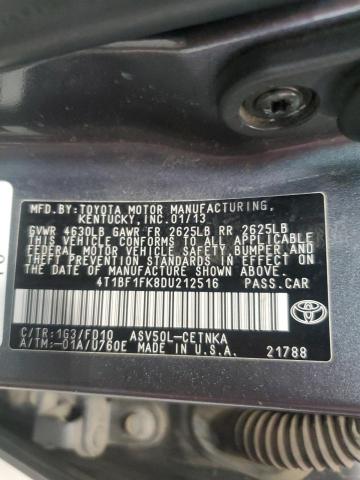 MFD.BY:TOYOTA MOTOR MANUFACTURING,
KENTUCKY, INC. 01/13
GVWR 4630LB GAWR FR 2625LB RR 2625LB
THIS VEHICLE CONFORMS TO ALL APPLICABLE
FEDERAL MOTOR VEHICLE SAFETY,BUMPER,AND
THEFT PREVENTION STANDARDS IN EFFECT ON
THE DATE OF MANUFACTURE SHOWN ABOVE.
4T1BF1FK8DU212516 PASS.CAR
C/TR:1G3/FD10 ASV50L-CETNKA
A/TM:-01A/U760E MADE IN U.S.A.
TOYOTA
21788